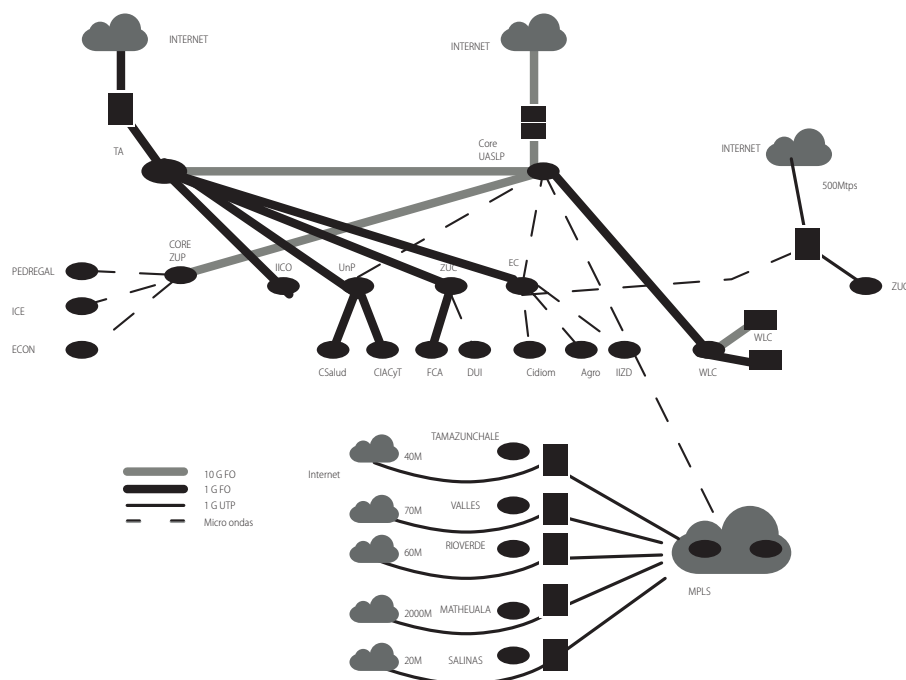 INTERNET
INTERNET
TA
Core
UASLP
INTERNET
500Mtps
CORE
ZUP
PEDREGAL
ICE
ECON
IICO
UnP
ZUC
EC
ZUC
WLC
WLC
CSalud
CIACyT
FCA
DUI
Cidiom
Agro
IIZD
10 G FO
1 G FO
1 G UTP
Micro ondas
Internet
40M
TAMAZUNCHALE
70M
VALLES
60M
RIOVERDE
2000M
MATHEUALA
20M
SALINAS
MPLS